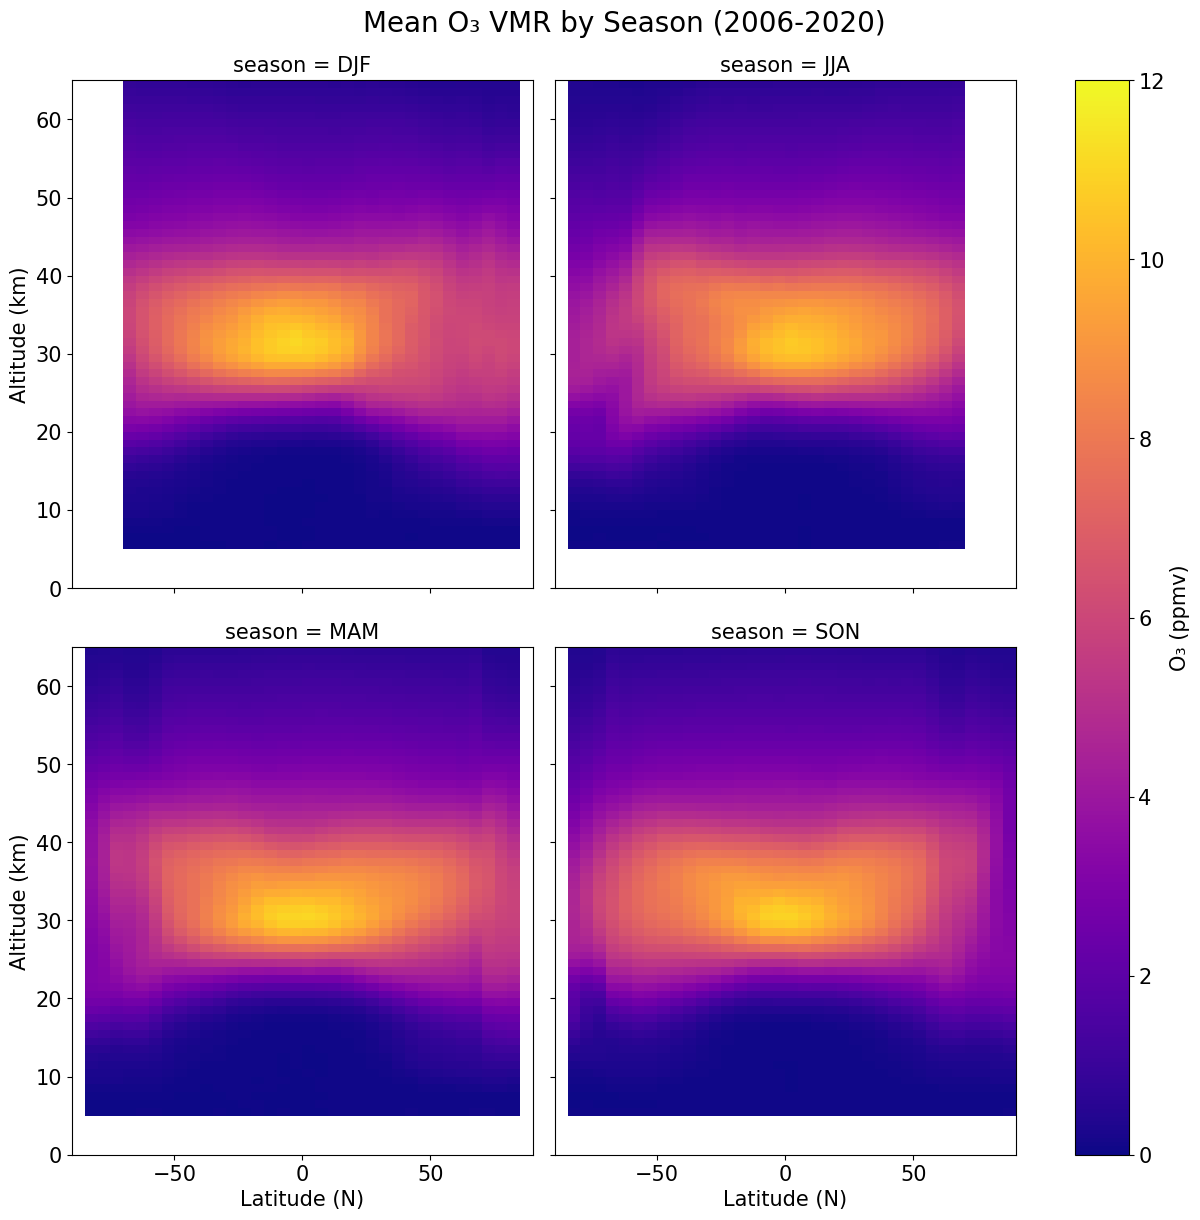 Mean O₃ VMR by Season (2006-2020)
season = DJF
season = JJA
60
50
40
30
20
10
0
Altitude (km)
season = MAM
season = SON
60
50
40
30
20
10
0
Altitude (km)
−50
0
50
Latitude (N)
−50
0
50
Latitude (N)
12
10
8
6
4
2
0
O₃ (ppmv)